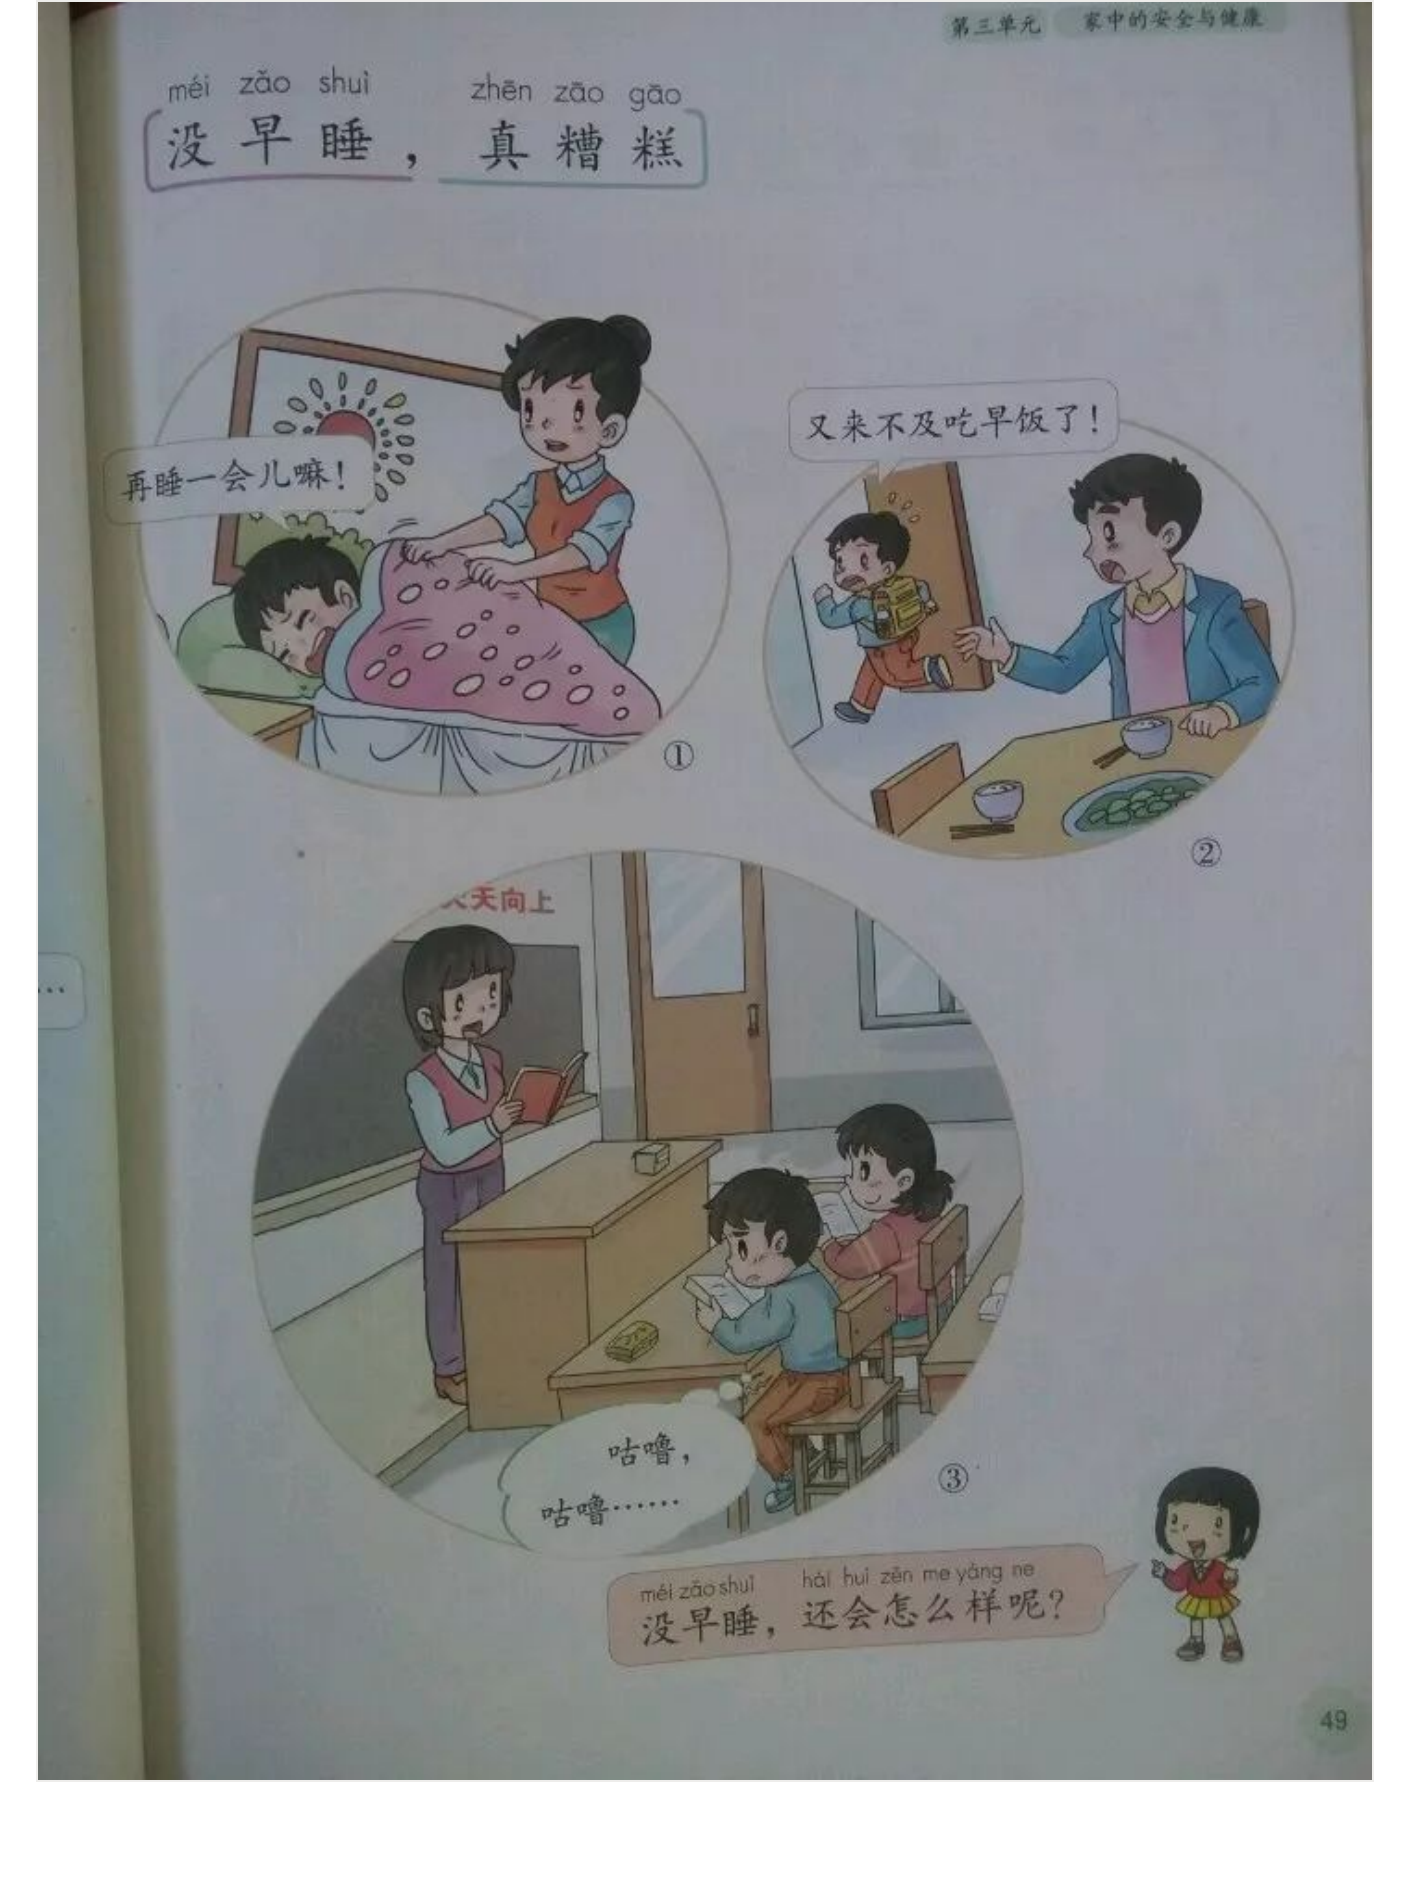 第三单元 家中的安全与健康
méi zǎo shuì zhēn zāo gāo
没早睡，真糟糕
再睡一会儿嘛！
①
又来不及吃早饭了！
②
天向上
咕噜，
咕噜……
③
méi zǎo shuì hái huì zěn me yàng ne
没早睡，还会怎么样呢？
49
…